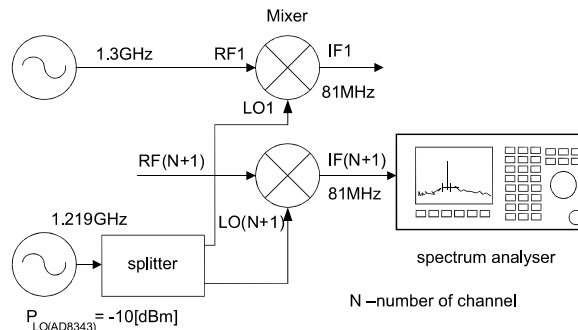 Mixer
1.3GHz
RF1
IF1
81MHz
LO1
RF(N+1)
IF(N+1)
81MHz
LO(N+1)
1.219GHz
splitter
spectrum analyser
P_LO(AD8343) = -10[dBm]
N –number of channel